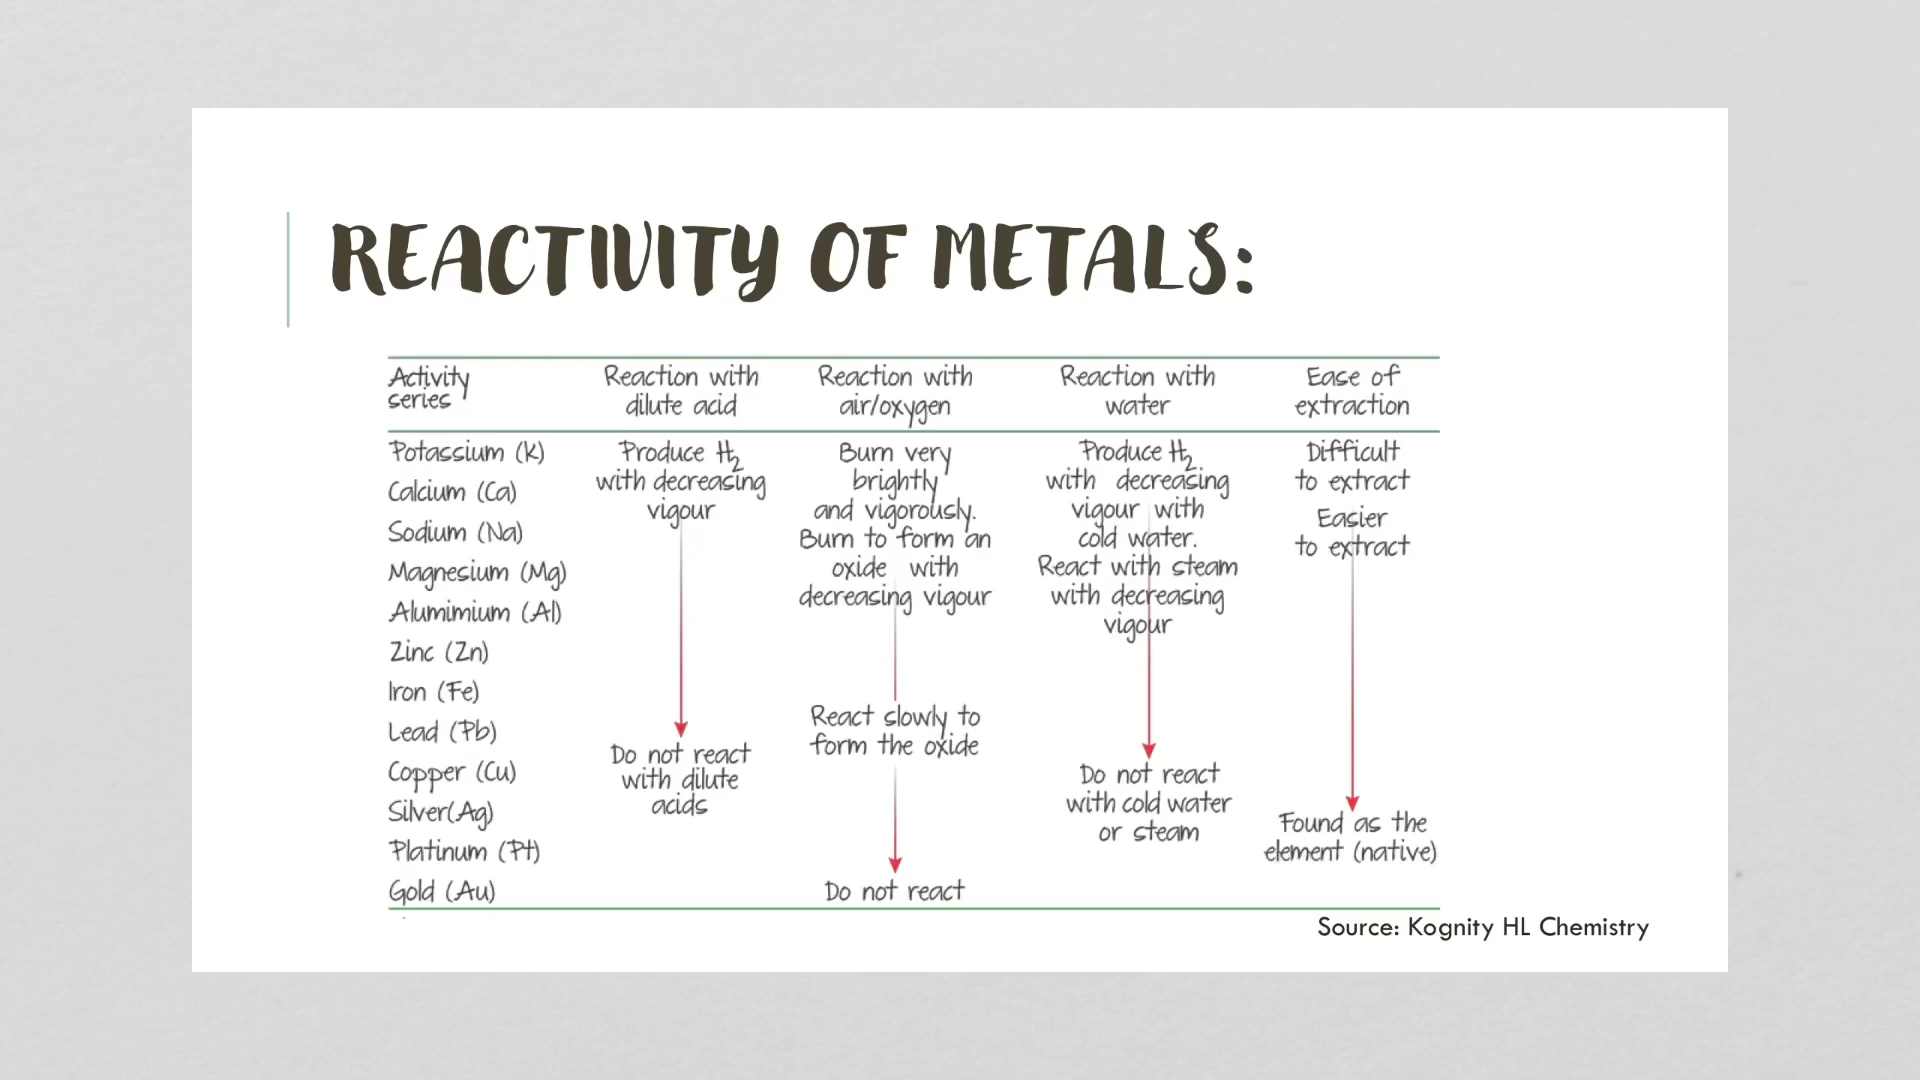 REACTIVITY OF METALS:
Activity
series
Reaction with
dilute acid
Reaction with
air/oxygen
Reaction with
water
Ease of
extraction
Potassium (K)
Calcium (Ca)
Sodium (Na)
Magnesium (Mg)
Alumimium (Al)
Zinc (Zn)
Iron (Fe)
Lead (Pb)
Copper (Cu)
Silver(Ag)
Platinum (Pt)
Gold (Au)
Produce H₂
with decreasing
vigour
Do not react
with dilute
acids
Burn very
brightly
and vigorously.
Burn to form an
oxide with
decreasing vigour
React slowly to
form the oxide
Do not react
Produce H₂
with decreasing
vigour with
cold water.
React with steam
with decreasing
vigour
Do not react
with cold water
or steam
Difficult
to extract
Easier
to extract
Found as the
element (native)
Source: Kognity HL Chemistry